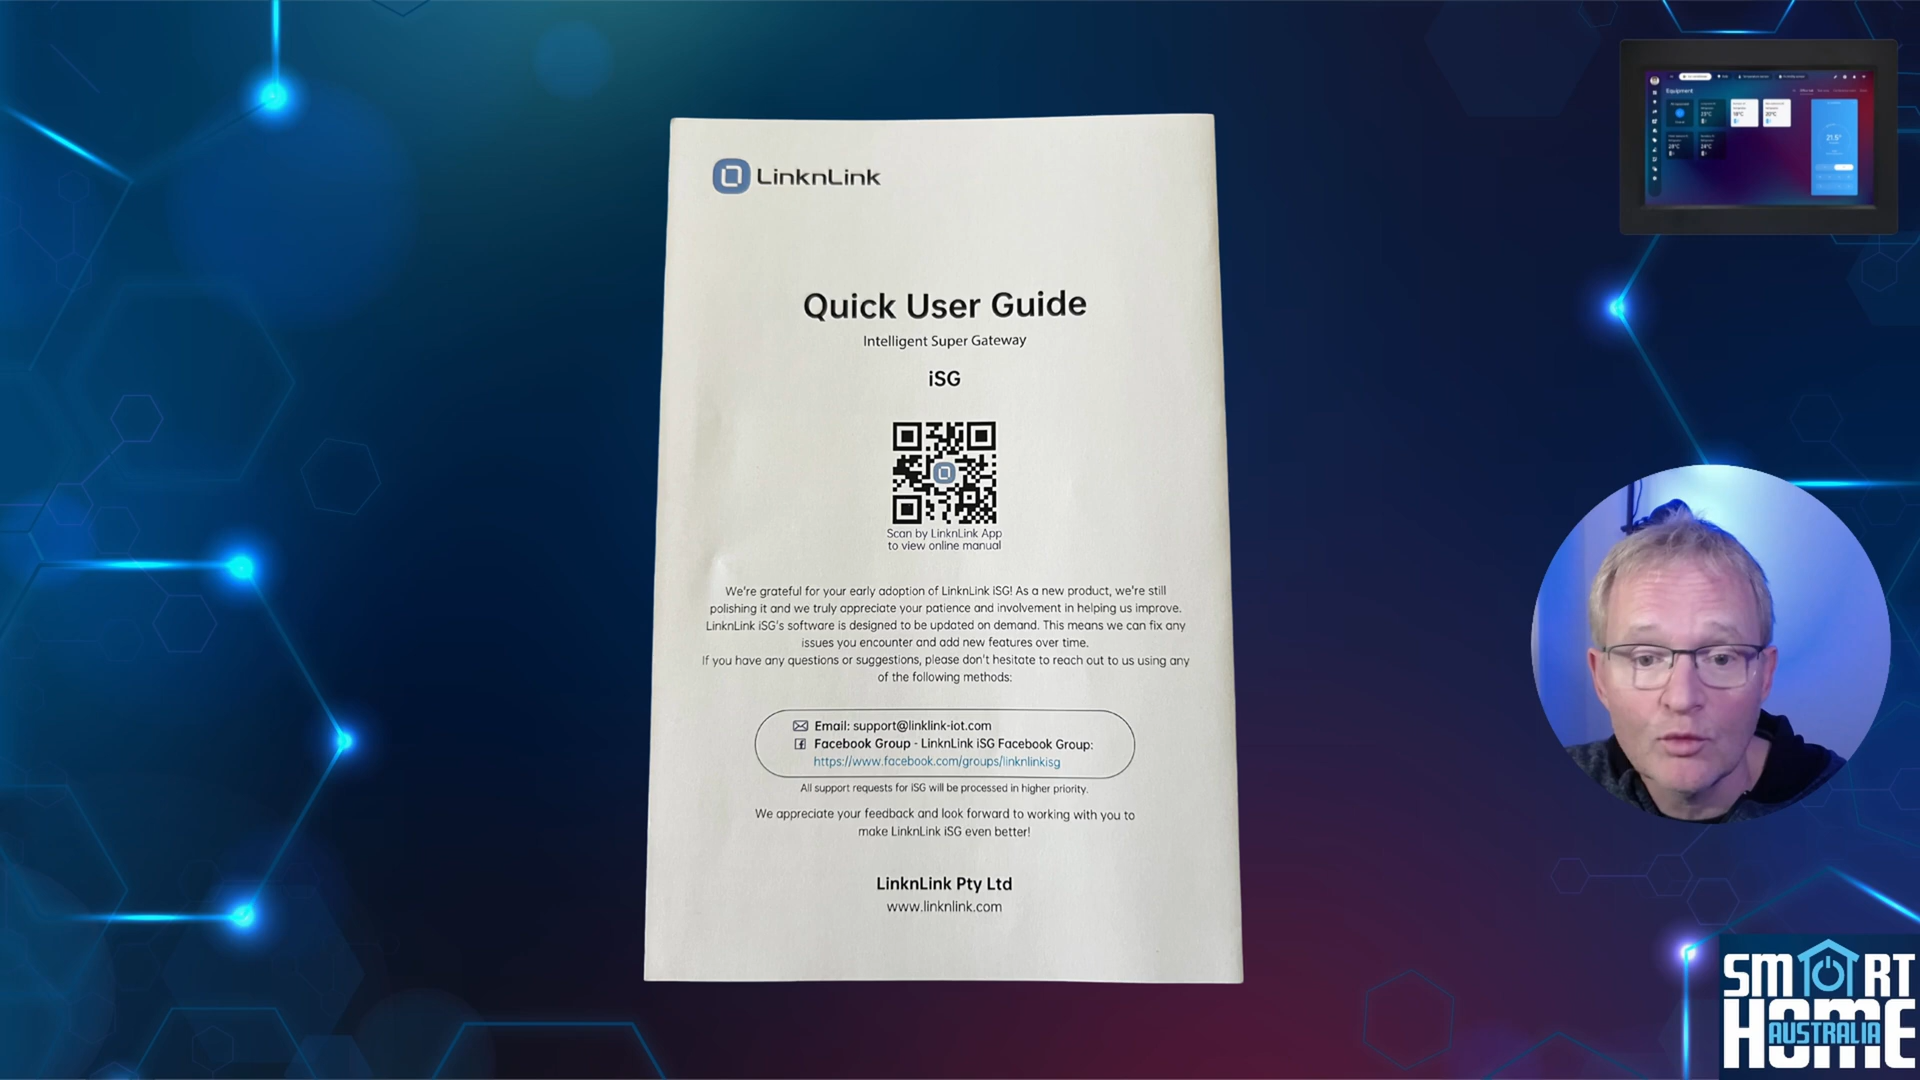 LinknLink
Quick User Guide
Intelligent Super Gateway
iSG
Scan by LinknLink App
to view online manual
We're grateful for your early adoption of LinknLink iSG! As a new product, we're still
polishing it and we truly appreciate your patience and involvement in helping us improve.
LinknLink iSG's software is designed to be updated on demand. This means we can fix any
issues you encounter and add new features over time.
If you have any questions or suggestions, please don't hesitate to reach out to us using any
of the following methods:
Email: support@linklink-iot.com
Facebook Group - LinknLink iSG Facebook Group:
https://www.facebook.com/groups/linknlinkisg
All support requests for iSG will be processed in higher priority.
We appreciate your feedback and look forward to working with you to
make LinknLink iSG even better!
LinknLink Pty Ltd
www.linknlink.com
Equipment
21.5°
SMART
HOME
AUSTRALIA